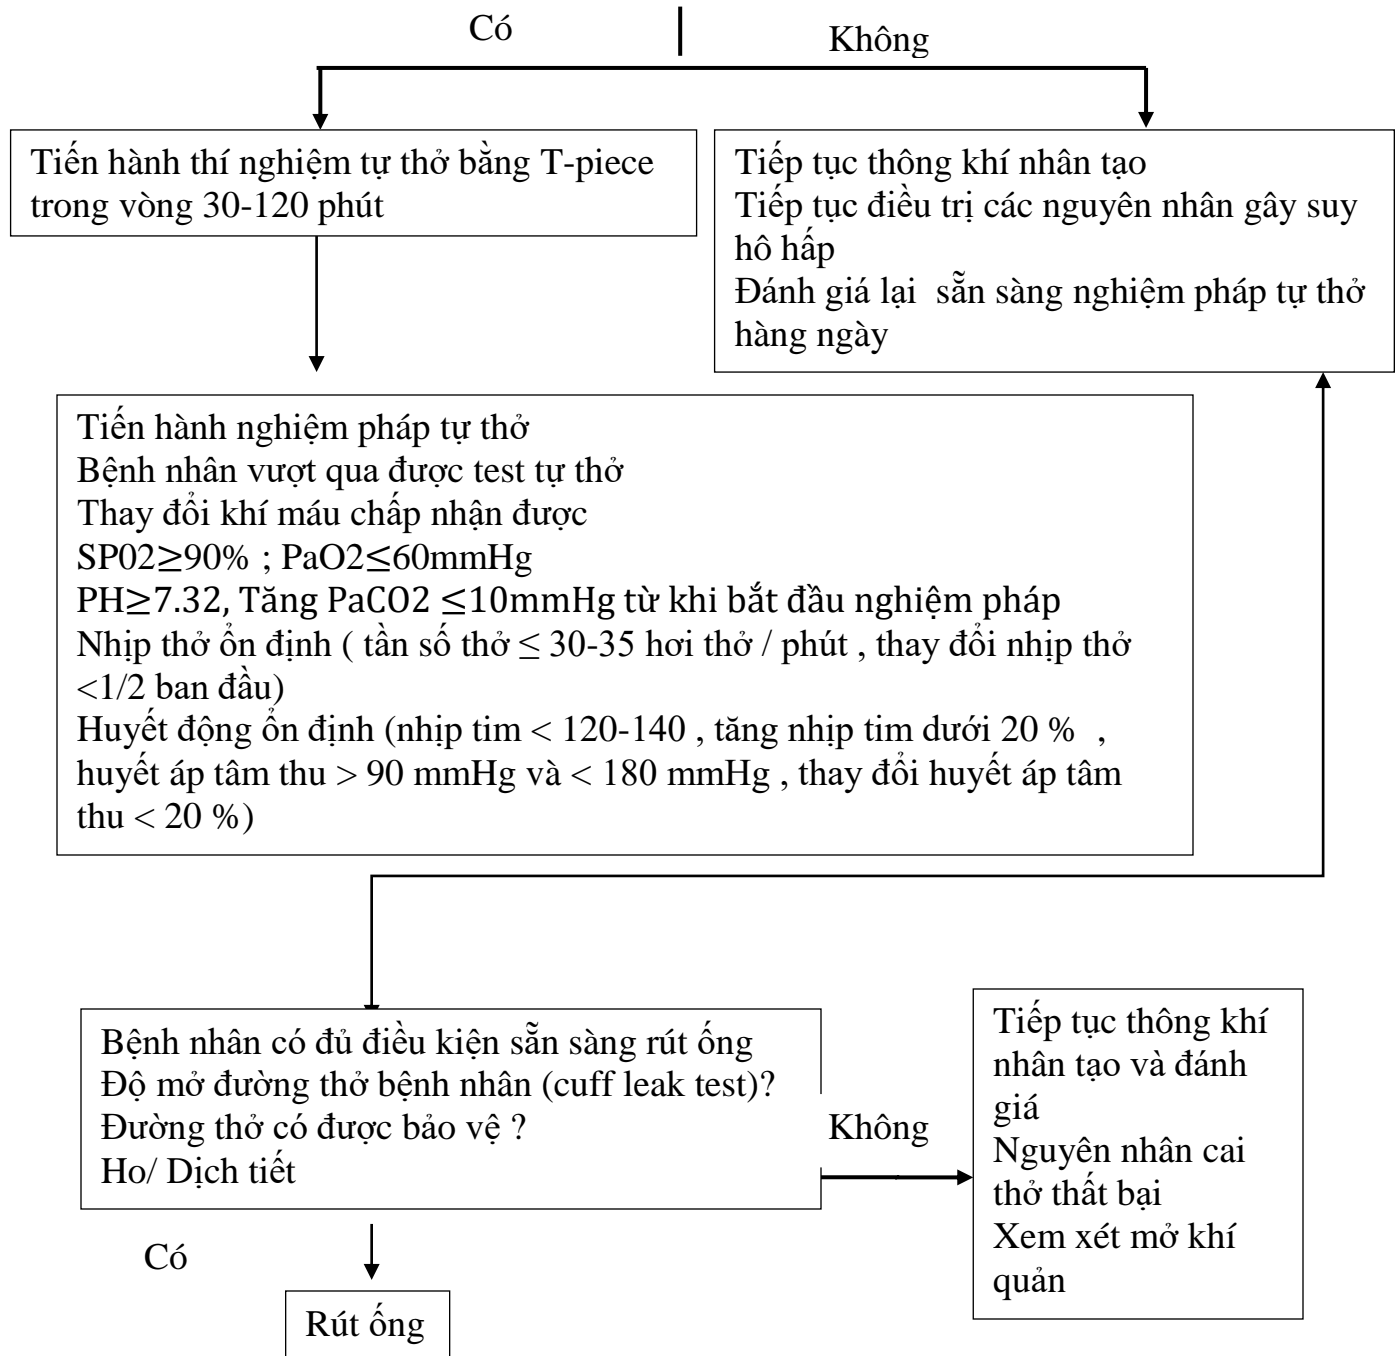 Có
Không
Tiến hành thí nghiệm tự thở bằng T-piece
trong vòng 30-120 phút
Tiếp tục thông khí nhân tạo
Tiếp tục điều trị các nguyên nhân gây suy
hô hấp
Đánh giá lại  sẵn sàng nghiệm pháp tự thở
hàng ngày
Tiến hành nghiệm pháp tự thở
Bệnh nhân vượt qua được test tự thở
Thay đổi khí máu chấp nhận được
SP02≥90% ; PaO2≤60mmHg
PH≥7.32, Tăng PaCO2 ≤10mmHg từ khi bắt đầu nghiệm pháp
Nhịp thở ổn định ( tần số thở ≤ 30-35 hơi thở / phút , thay đổi nhịp thở
<1/2 ban đầu)
Huyết động ổn định (nhịp tim < 120-140 , tăng nhịp tim dưới 20 %  ,
huyết áp tâm thu > 90 mmHg và < 180 mmHg , thay đổi huyết áp tâm
thu < 20 %)
Bệnh nhân có đủ điều kiện sẵn sàng rút ống
Độ mở đường thở bệnh nhân (cuff leak test)?
Đường thở có được bảo vệ ?
Ho/ Dịch tiết
Không
Tiếp tục thông khí
nhân tạo và đánh
giá
Nguyên nhân cai
thở thất bại
Xem xét mở khí
quản
Có
Rút ống